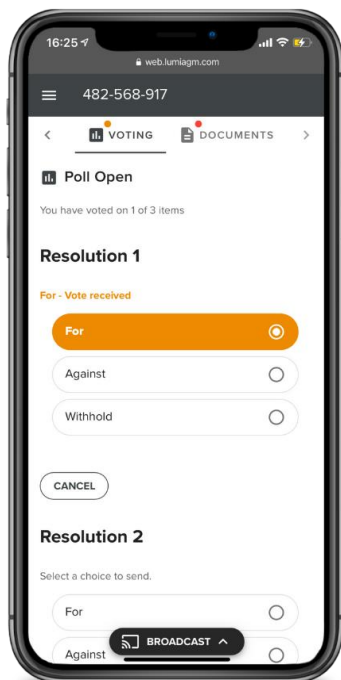 16:25
web.lumiagm.com
482-568-917
VOTING
DOCUMENTS
Poll Open
You have voted on 1 of 3 items
Resolution 1
For - Vote received
For
Against
Withhold
CANCEL
Resolution 2
Select a choice to send.
For
BROADCAST
Against